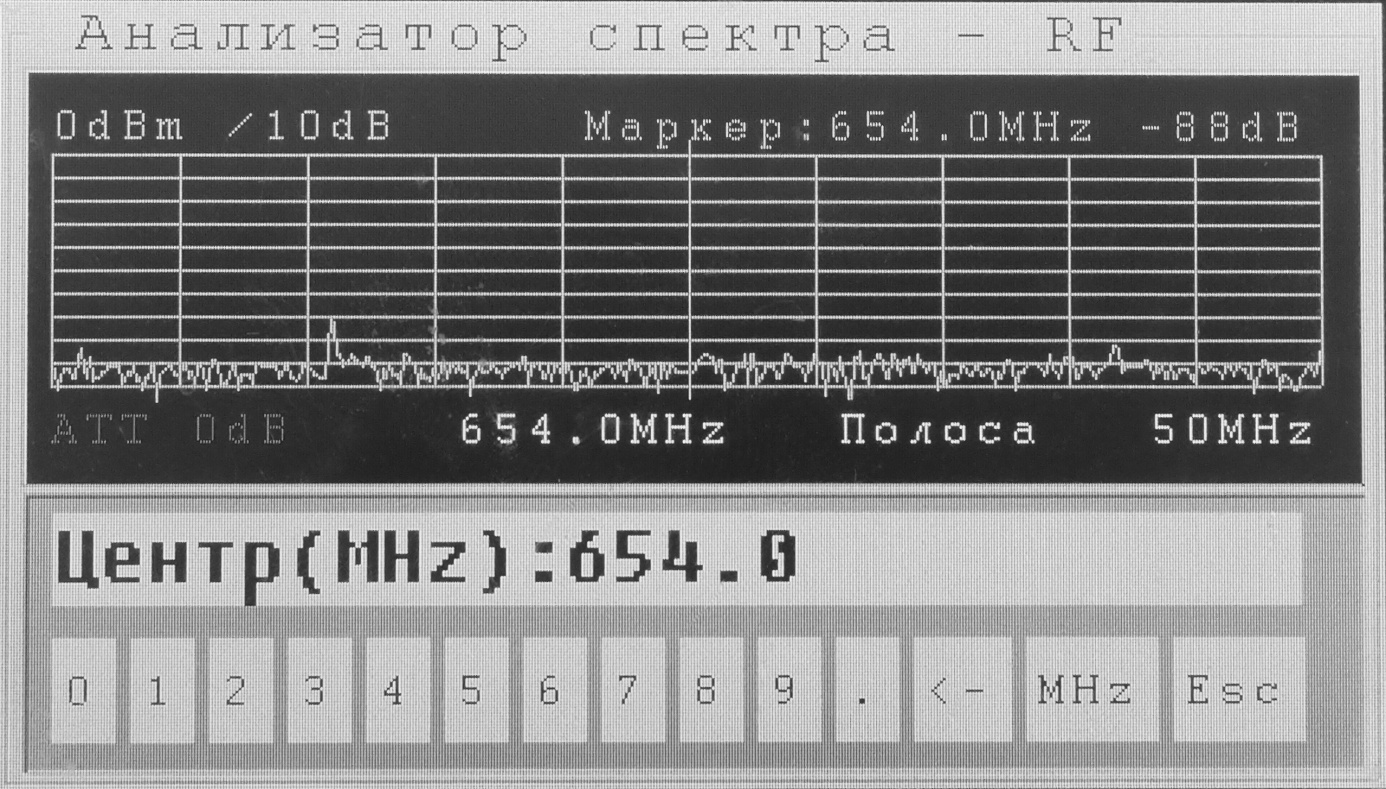 Анализатор спектра - RF
0dBm /10dB Маркер:654.0MHz -88dB
ATT 0dB 654.0MHz Полоса 50MHz
Центр(MHz):654.0
0 1 2 3 4 5 6 7 8 9 . <- MHz Esc